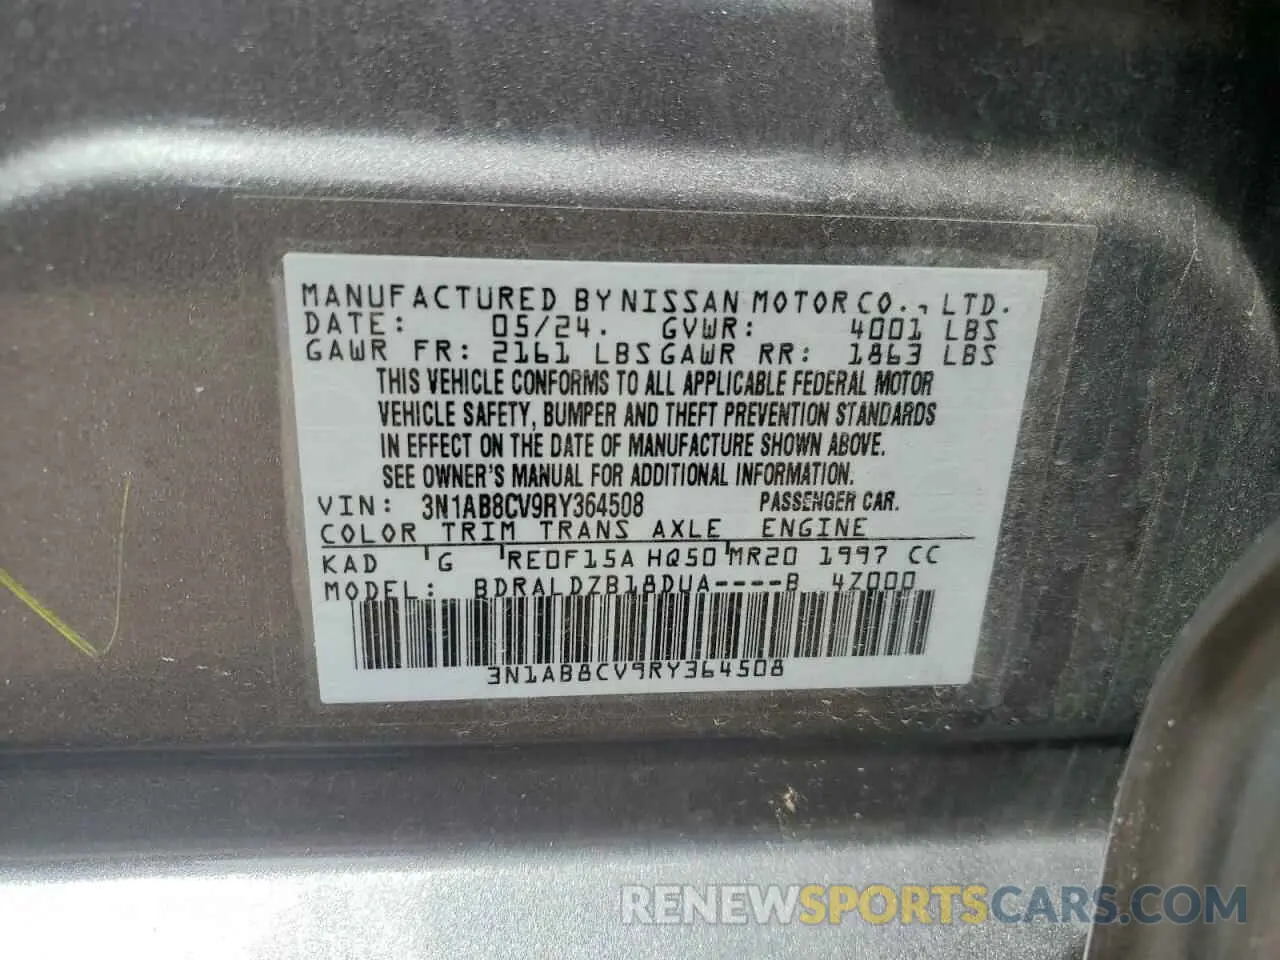 MANUFACTURED BY NISSAN MOTOR CO., LTD.
DATE: 05/24. GVWR: 4001 LBS
GAWR FR: 2161 LBS GAWR RR: 1863 LBS
THIS VEHICLE CONFORMS TO ALL APPLICABLE FEDERAL MOTOR
VEHICLE SAFETY, BUMPER AND THEFT PREVENTION STANDARDS
IN EFFECT ON THE DATE OF MANUFACTURE SHOWN ABOVE.
SEE OWNER'S MANUAL FOR ADDITIONAL INFORMATION.
VIN: 3N1AB8CV9RY364508 PASSENGER CAR.
COLOR TRIM TRANS AXLE ENGINE
KAD G RE0F15A HQ50 MR20 1997 CC
MODEL: BDRALDZB18DUA----B 4Z000
3N1AB8CV9RY364508
RENEWSPORTSCARS.COM